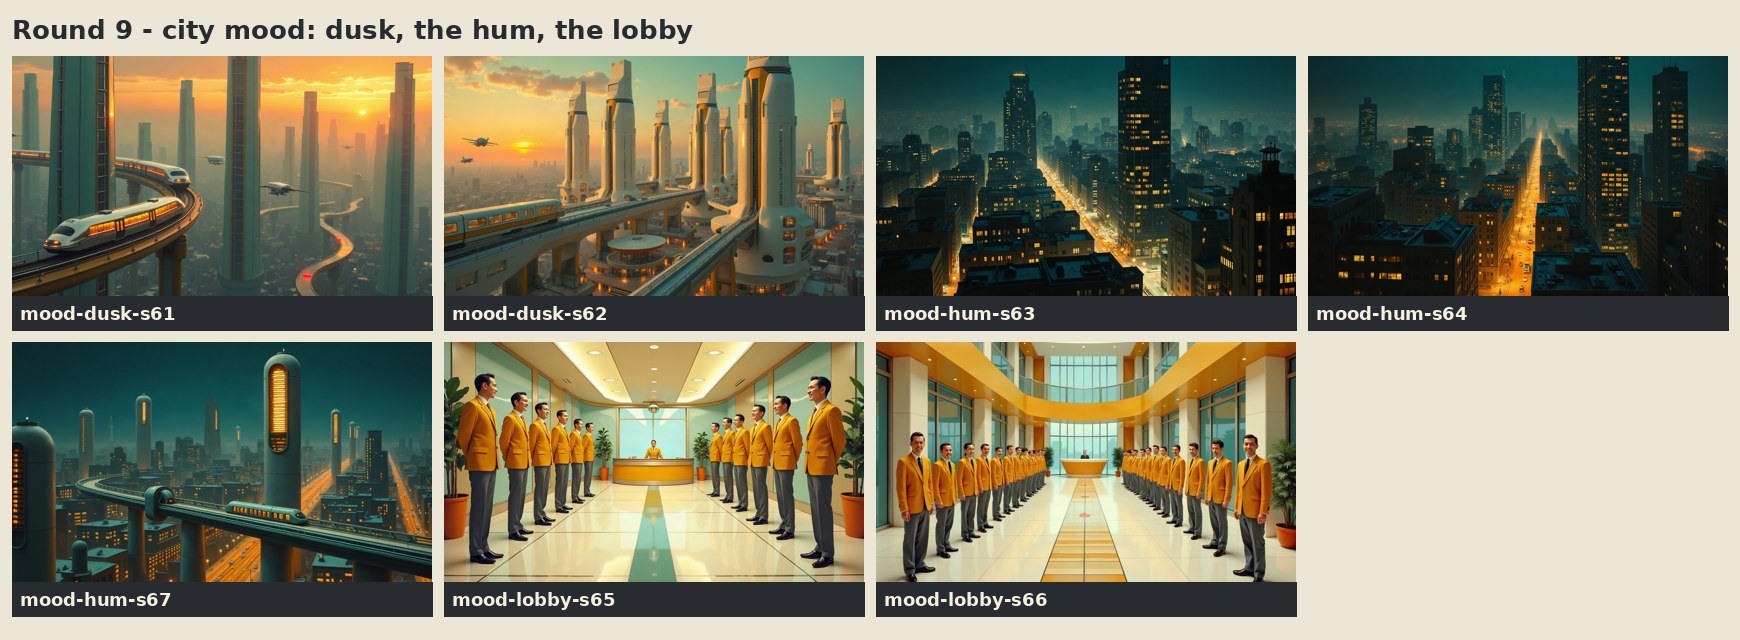 Round 9 - city mood: dusk, the hum, the lobby
mood-dusk-s61
mood-dusk-s62
mood-hum-s63
mood-hum-s64
mood-hum-s67
mood-lobby-s65
mood-lobby-s66